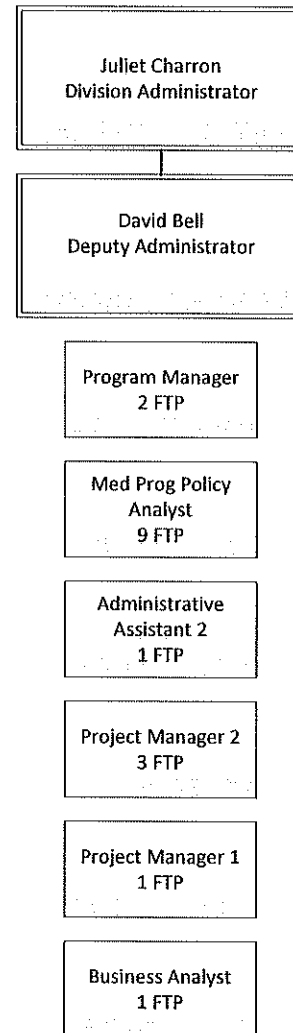 Juliet Charron
Division Administrator
David Bell
Deputy Administrator
Program Manager
2 FTP
Med Prog Policy
Analyst
9 FTP
Administrative
Assistant 2
1 FTP
Project Manager 2
3 FTP
Project Manager 1
1 FTP
Business Analyst
1 FTP